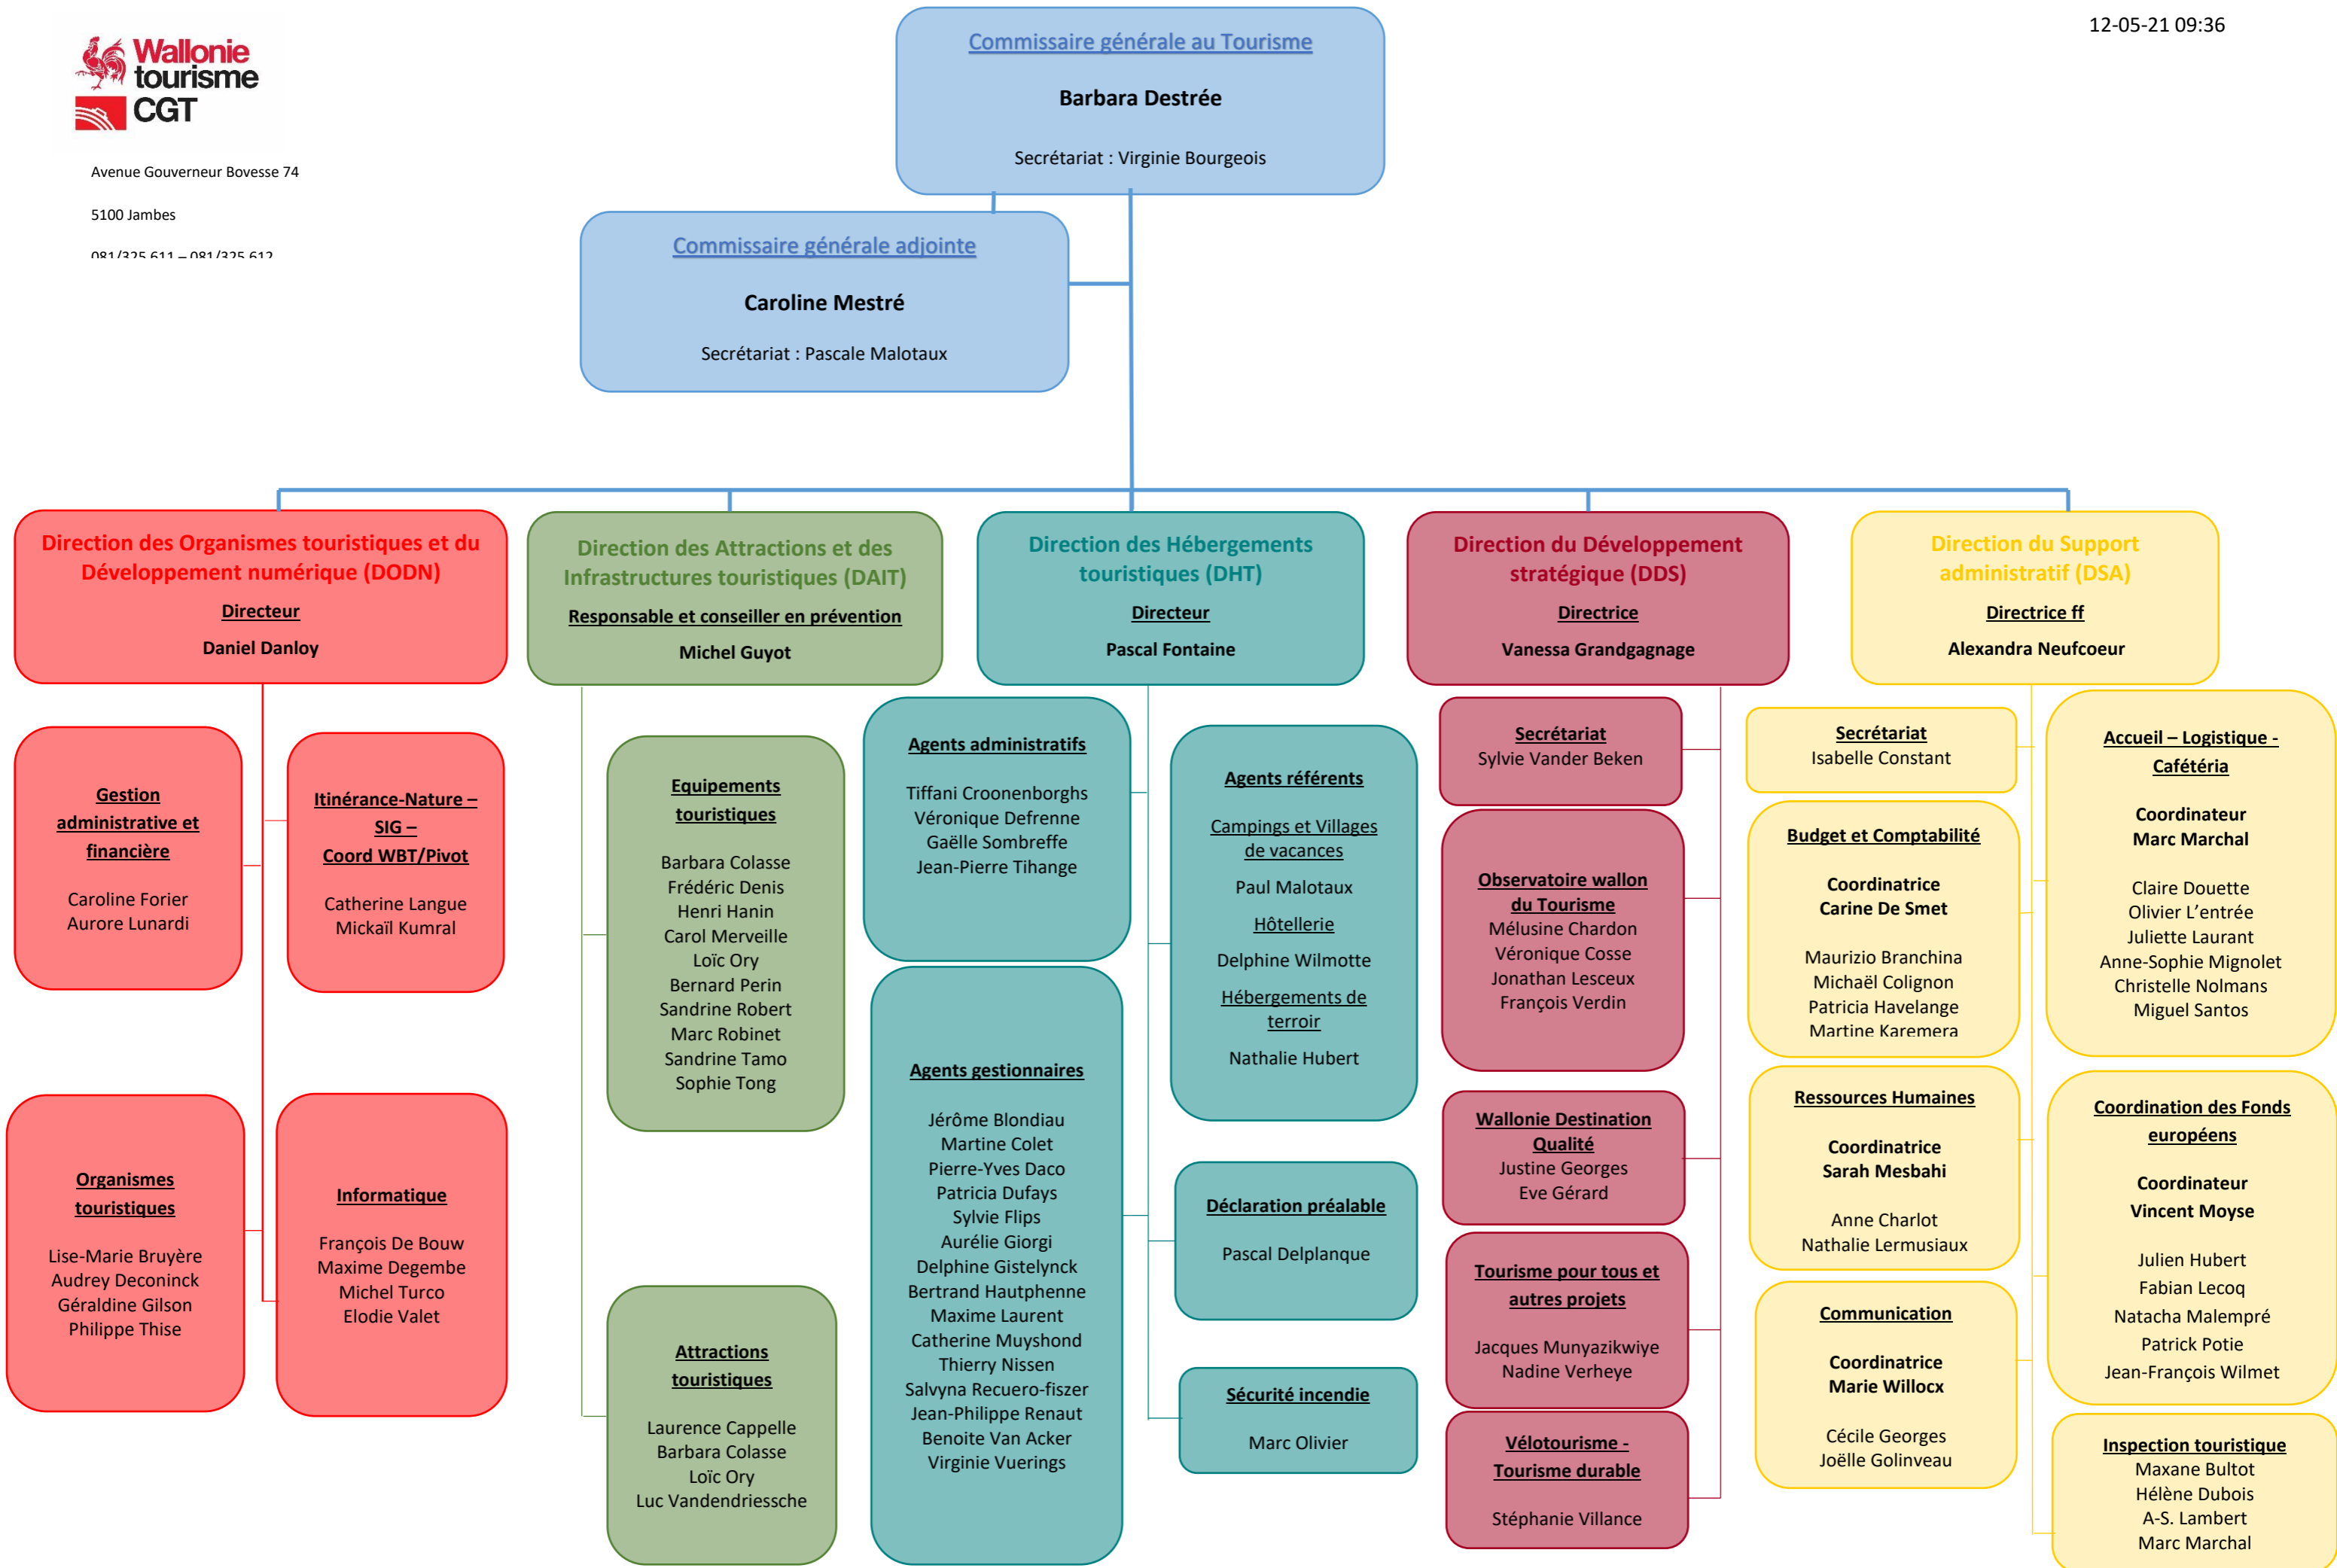 12-05-21 09:36
Wallonie
tourisme
CGT
Avenue Gouverneur Bovesse 74
5100 Jambes
081/325 611 – 081/325 612
Commissaire générale au Tourisme
Barbara Destrée
Secrétariat : Virginie Bourgeois
Commissaire générale adjointe
Caroline Mestré
Secrétariat : Pascale Malotaux
Direction des Organismes touristiques et du
Développement numérique (DODN)
Directeur
Daniel Danloy
Gestion
administrative et
financière
Caroline Forier
Aurore Lunardi
Itinérance-Nature –
SIG –
Coord WBT/Pivot
Catherine Langue
Mickaïl Kumral
Organismes
touristiques
Lise-Marie Bruyère
Audrey Deconinck
Géraldine Gilson
Philippe Thise
Informatique
François De Bouw
Maxime Degembe
Michel Turco
Elodie Valet
Direction des Attractions et des
Infrastructures touristiques (DAIT)
Responsable et conseiller en prévention
Michel Guyot
Equipements
touristiques
Barbara Colasse
Frédéric Denis
Henri Hanin
Carol Merveille
Loïc Ory
Bernard Perin
Sandrine Robert
Marc Robinet
Sandrine Tamo
Sophie Tong
Attractions
touristiques
Laurence Cappelle
Barbara Colasse
Loïc Ory
Luc Vandendriessche
Direction des Hébergements
touristiques (DHT)
Directeur
Pascal Fontaine
Agents administratifs
Tiffani Croonenborghs
Véronique Defrenne
Gaëlle Sombreffe
Jean-Pierre Tihange
Agents gestionnaires
Jérôme Blondiau
Martine Colet
Pierre-Yves Daco
Patricia Dufays
Sylvie Flips
Aurélie Giorgi
Delphine Gistelynck
Bertrand Hautphenne
Maxime Laurent
Catherine Muyshond
Thierry Nissen
Salvyna Recuero-fiszer
Jean-Philippe Renaut
Benoite Van Acker
Virginie Vuerings
Agents référents
Campings et Villages
de vacances
Paul Malotaux
Hôtellerie
Delphine Wilmotte
Hébergements de
terroir
Nathalie Hubert
Déclaration préalable
Pascal Delplanque
Sécurité incendie
Marc Olivier
Direction du Développement
stratégique (DDS)
Directrice
Vanessa Grandgagnage
Secrétariat
Sylvie Vander Beken
Observatoire wallon
du Tourisme
Mélusine Chardon
Véronique Cosse
Jonathan Lesceux
François Verdin
Wallonie Destination
Qualité
Justine Georges
Eve Gérard
Tourisme pour tous et
autres projets
Jacques Munyazikwiye
Nadine Verheye
Vélotourisme -
Tourisme durable
Stéphanie Villance
Direction du Support
administratif (DSA)
Directrice ff
Alexandra Neufcoeur
Secrétariat
Isabelle Constant
Budget et Comptabilité
Coordinatrice
Carine De Smet
Maurizio Branchina
Michaël Colignon
Patricia Havelange
Martine Karemera
Ressources Humaines
Coordinatrice
Sarah Mesbahi
Anne Charlot
Nathalie Lermusiaux
Communication
Coordinatrice
Marie Willocx
Cécile Georges
Joëlle Golinveau
Accueil – Logistique -
Cafétéria
Coordinateur
Marc Marchal
Claire Douette
Olivier L’entrée
Juliette Laurant
Anne-Sophie Mignolet
Christelle Nolmans
Miguel Santos
Coordination des Fonds
européens
Coordinateur
Vincent Moyse
Julien Hubert
Fabian Lecoq
Natacha Malempré
Patrick Potie
Jean-François Wilmet
Inspection touristique
Maxane Bultot
Hélène Dubois
A-S. Lambert
Marc Marchal